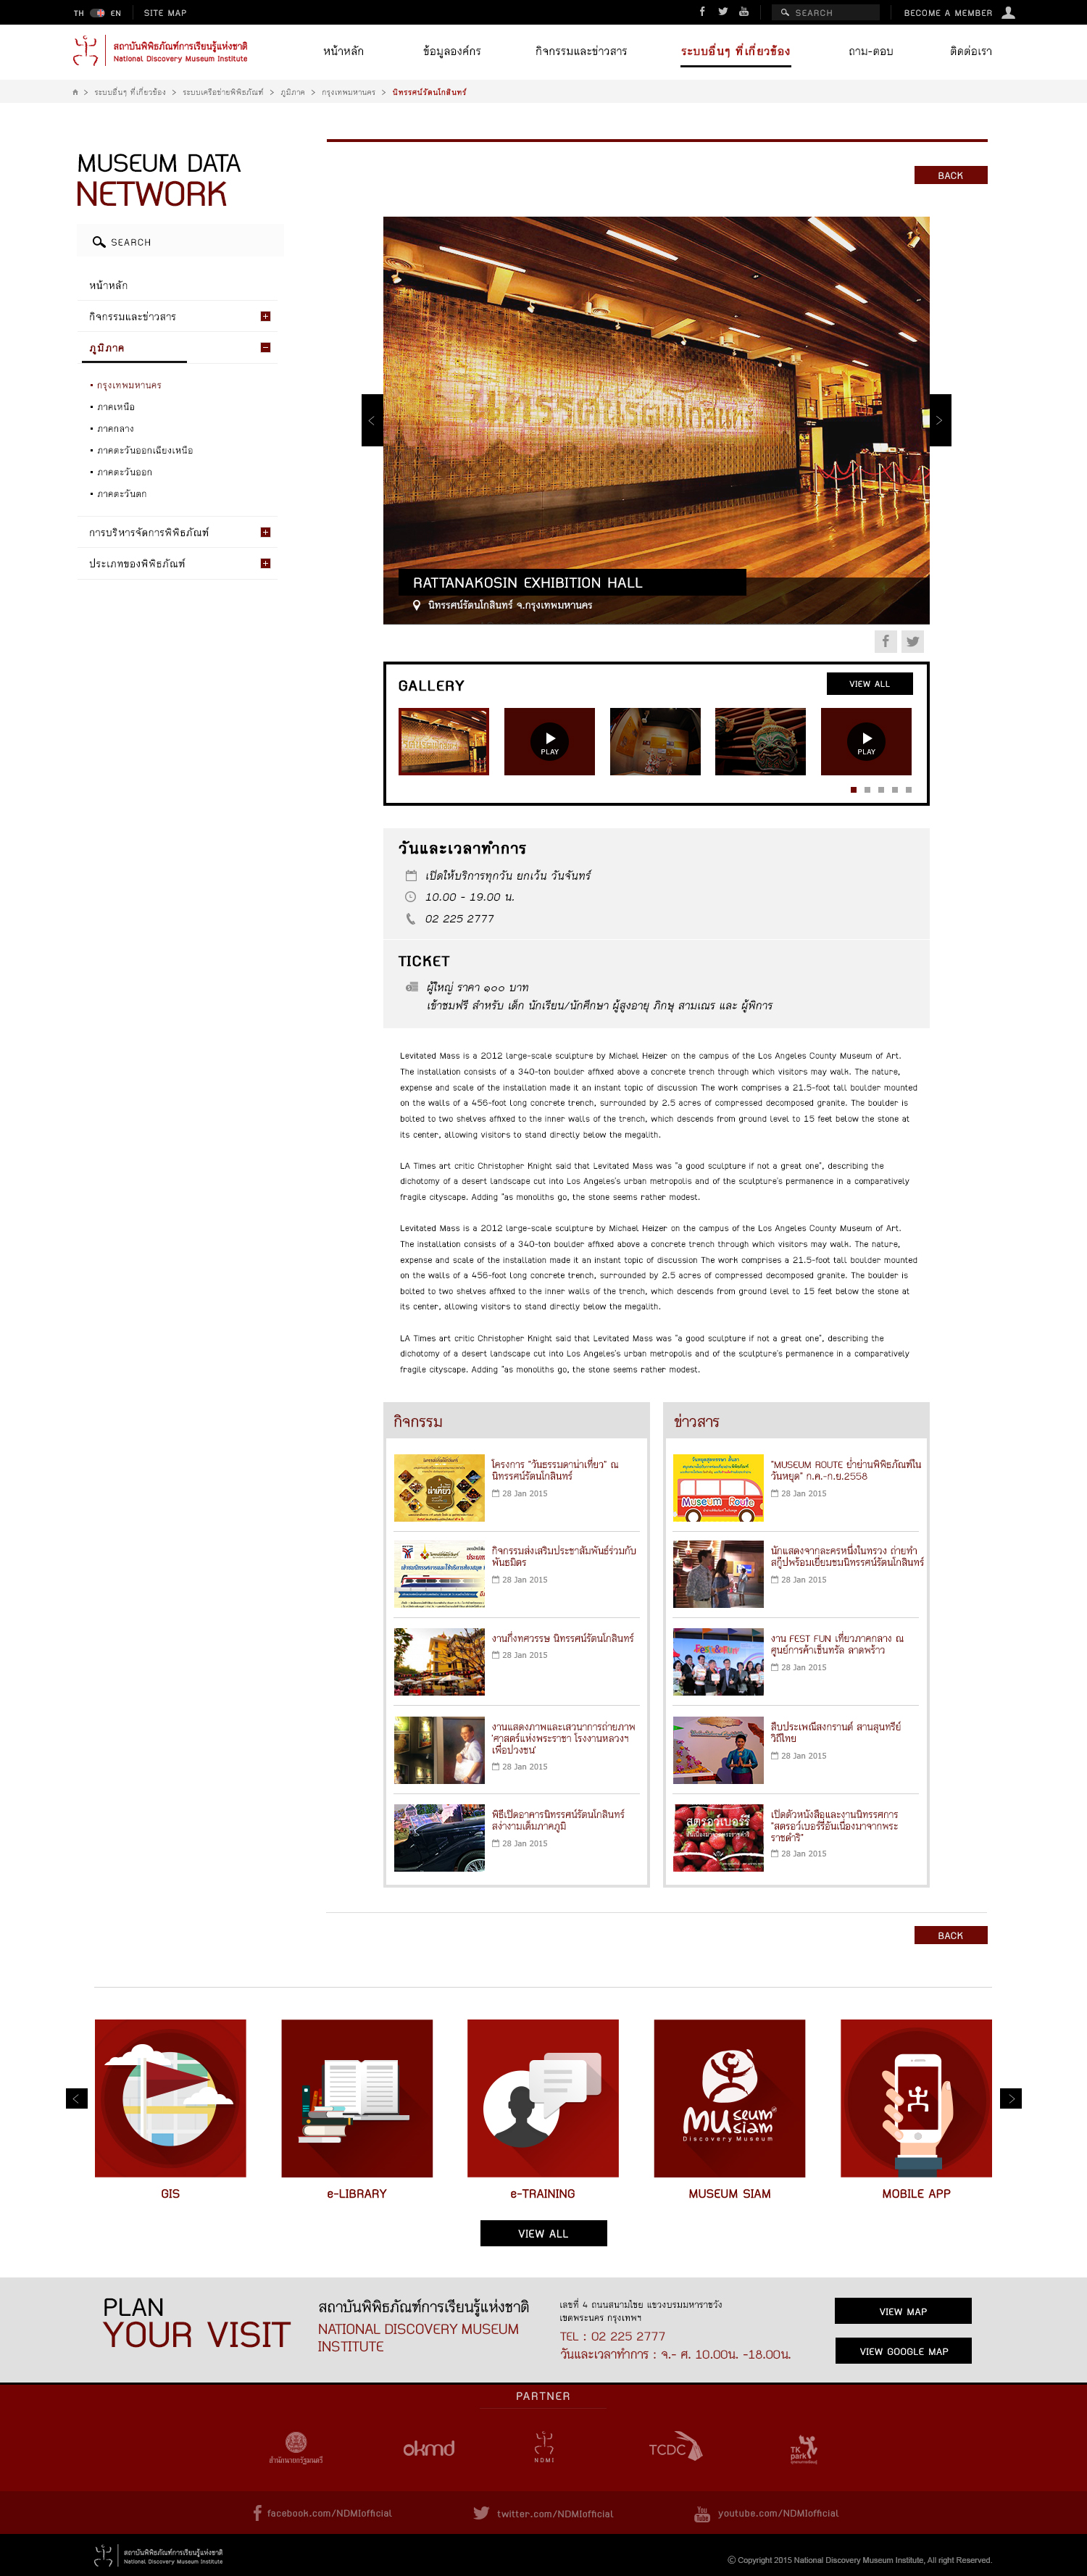 TH EN SITE MAP SEARCH BECOME A MEMBER
สถาบันพิพิธภัณฑ์การเรียนรู้แห่งชาติ
National Discovery Museum Institute
หน้าหลัก ข้อมูลองค์กร กิจกรรมและข่าวสาร ระบบอื่นๆ ที่เกี่ยวข้อง ถาม-ตอบ ติดต่อเรา
> ระบบอื่นๆ ที่เกี่ยวข้อง > ระบบเครือข่ายพิพิธภัณฑ์ > ภูมิภาค > กรุงเทพมหานคร > นิทรรศน์รัตนโกสินทร์
MUSEUM DATA
NETWORK
BACK
SEARCH
หน้าหลัก
กิจกรรมและข่าวสาร
ภูมิภาค
• กรุงเทพมหานคร
• ภาคเหนือ
• ภาคกลาง
• ภาคตะวันออกเฉียงเหนือ
• ภาคตะวันออก
• ภาคตะวันตก
การบริหารจัดการพิพิธภัณฑ์
ประเภทของพิพิธภัณฑ์
RATTANAKOSIN EXHIBITION HALL
นิทรรศน์รัตนโกสินทร์ จ.กรุงเทพมหานคร
GALLERY
VIEW ALL
PLAY
PLAY
วันและเวลาทำการ
เปิดให้บริการทุกวัน ยกเว้น วันจันทร์
10.00 - 19.00 น.
02 225 2777
TICKET
ผู้ใหญ่ ราคา ๑๐๐ บาท
เข้าชมฟรี สำหรับ เด็ก นักเรียน/นักศึกษา ผู้สูงอายุ ภิกษุ สามเณร และ ผู้พิการ
Levitated Mass is a 2012 large-scale sculpture by Michael Heizer on the campus of the Los Angeles County Museum of Art.
The installation consists of a 340-ton boulder affixed above a concrete trench through which visitors may walk. The nature,
expense and scale of the installation made it an instant topic of discussion The work comprises a 21.5-foot tall boulder mounted
on the walls of a 456-foot long concrete trench, surrounded by 2.5 acres of compressed decomposed granite. The boulder is
bolted to two shelves affixed to the inner walls of the trench, which descends from ground level to 15 feet below the stone at
its center, allowing visitors to stand directly below the megalith.
LA Times art critic Christopher Knight said that Levitated Mass was "a good sculpture if not a great one", describing the
dichotomy of a desert landscape cut into Los Angeles's urban metropolis and of the sculpture's permanence in a comparatively
fragile cityscape. Adding "as monoliths go, the stone seems rather modest.
Levitated Mass is a 2012 large-scale sculpture by Michael Heizer on the campus of the Los Angeles County Museum of Art.
The installation consists of a 340-ton boulder affixed above a concrete trench through which visitors may walk. The nature,
expense and scale of the installation made it an instant topic of discussion The work comprises a 21.5-foot tall boulder mounted
on the walls of a 456-foot long concrete trench, surrounded by 2.5 acres of compressed decomposed granite. The boulder is
bolted to two shelves affixed to the inner walls of the trench, which descends from ground level to 15 feet below the stone at
its center, allowing visitors to stand directly below the megalith.
LA Times art critic Christopher Knight said that Levitated Mass was "a good sculpture if not a great one", describing the
dichotomy of a desert landscape cut into Los Angeles's urban metropolis and of the sculpture's permanence in a comparatively
fragile cityscape. Adding "as monoliths go, the stone seems rather modest.
กิจกรรม
โครงการ "วันธรรมดาน่าเที่ยว" ณ
นิทรรศน์รัตนโกสินทร์
28 Jan 2015
กิจกรรมส่งเสริมประชาสัมพันธ์ร่วมกับ
พันธมิตร
28 Jan 2015
งานกึ่งทศวรรษ นิทรรศน์รัตนโกสินทร์
28 Jan 2015
งานแสดงภาพและเสวนาการถ่ายภาพ
'ศาสตร์แห่งพระราชา โรงงานหลวงฯ
เพื่อปวงชน'
28 Jan 2015
พิธีเปิดอาคารนิทรรศน์รัตนโกสินทร์
สง่างามเต็มภาคภูมิ
28 Jan 2015
ข่าวสาร
Museum Route
"MUSEUM ROUTE ย่ำย่านพิพิธภัณฑ์ใน
วันหยุด" ก.ค.-ก.ย.2558
28 Jan 2015
นักแสดงจากละครหนึ่งในทรวง ถ่ายทำ
สกู๊ปพร้อมเยี่ยมชมนิทรรศน์รัตนโกสินทร์
28 Jan 2015
งาน FEST FUN เที่ยวภาคกลาง ณ
ศูนย์การค้าเซ็นทรัล ลาดพร้าว
28 Jan 2015
สืบประเพณีสงกรานต์ สานสุนทรีย์
วิถีไทย
28 Jan 2015
สตรอว์เบอร์รี
เปิดตัวหนังสือและงานนิทรรศการ
"สตรอว์เบอร์รี่อันเนื่องมาจากพระ
ราชดำริ"
28 Jan 2015
BACK
Museum Siam
Discovery Museum
GIS e-LIBRARY e-TRAINING MUSEUM SIAM MOBILE APP
VIEW ALL
PLAN
YOUR VISIT
สถาบันพิพิธภัณฑ์การเรียนรู้แห่งชาติ
NATIONAL DISCOVERY MUSEUM
INSTITUTE
เลขที่ 4 ถนนสนามไชย แขวงบรมมหาราชวัง
เขตพระนคร กรุงเทพฯ
TEL : 02 225 2777
วันและเวลาทำการ : จ.- ศ. 10.00น. -18.00น.
VIEW MAP
VIEW GOOGLE MAP
PARTNER
สำนักนายกรัฐมนตรี okmd NDMI TCDC TK park
facebook.com/NDMIofficial twitter.com/NDMIofficial youtube.com/NDMIofficial
สถาบันพิพิธภัณฑ์การเรียนรู้แห่งชาติ
National Discovery Museum Institute
© Copyright 2015 National Discovery Museum Institute, All right Reserved.